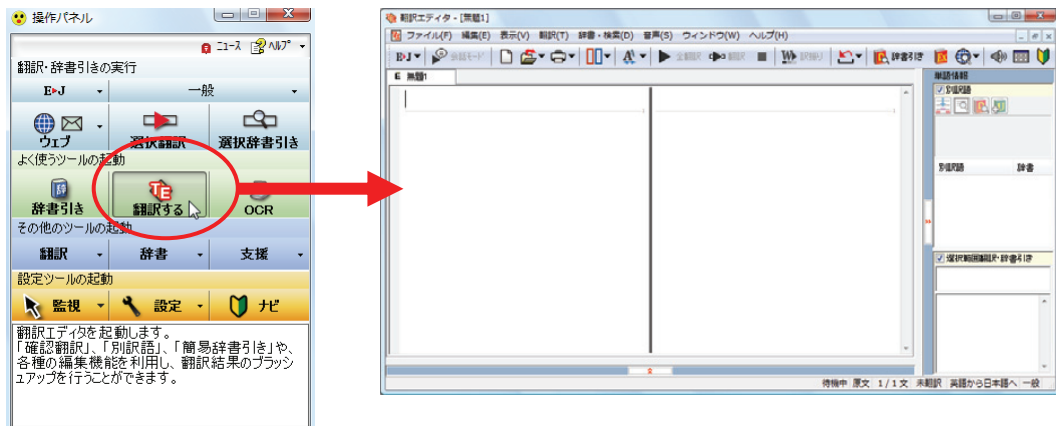 操作パネル
ニュース ヘルプ
翻訳・辞書引きの実行
E▸J 一般
ウェブ 選択翻訳 選択辞書引き
よく使うツールの起動
辞書引き 翻訳する OCR
その他のツールの起動
翻訳 辞書 支援
設定ツールの起動
監視 設定 ナビ
翻訳エディタを起動します。
「確認翻訳」、「別訳語」、「簡易辞書引き」や、
各種の編集機能を利用し、翻訳結果のブラッシ
ュアップを行うことができます。
翻訳エディタ - [無題1]
ファイル(F) 編集(E) 表示(V) 翻訳(T) 辞書・検索(D) 音声(S) ウィンドウ(W) ヘルプ(H)
E▸J 全翻訳 翻訳 辞書引き
E 無題1
単語情報
別訳語
別訳語 辞書
選択範囲翻訳・辞書引き
待機中 原文 1/1文 未翻訳 英語から日本語へ 一般